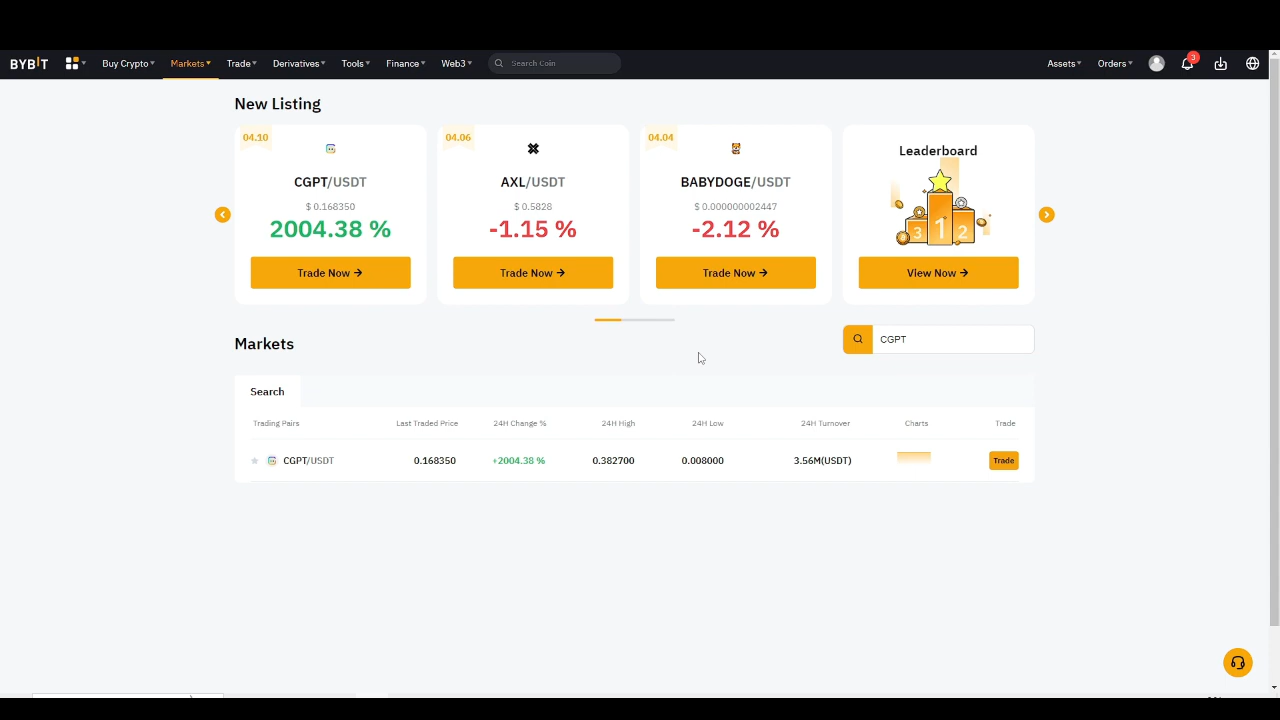 BYBIT Buy Crypto Markets Trade Derivatives Tools Finance Web3 Search Coin Assets Orders 3
New Listing
04.10 04.06 04.04
Leaderboard
CGPT/USDT AXL/USDT BABYDOGE/USDT
$ 0.168350 $ 0.5828 $ 0.000000002447
2004.38 % -1.15 % -2.12 % 3 1 2
Trade Now → Trade Now → Trade Now → View Now →
Markets CGPT
Search
Trading Pairs Last Traded Price 24H Change % 24H High 24H Low 24H Turnover Charts Trade
CGPT/USDT 0.168350 +2004.38 % 0.382700 0.008000 3.56M(USDT) Trade